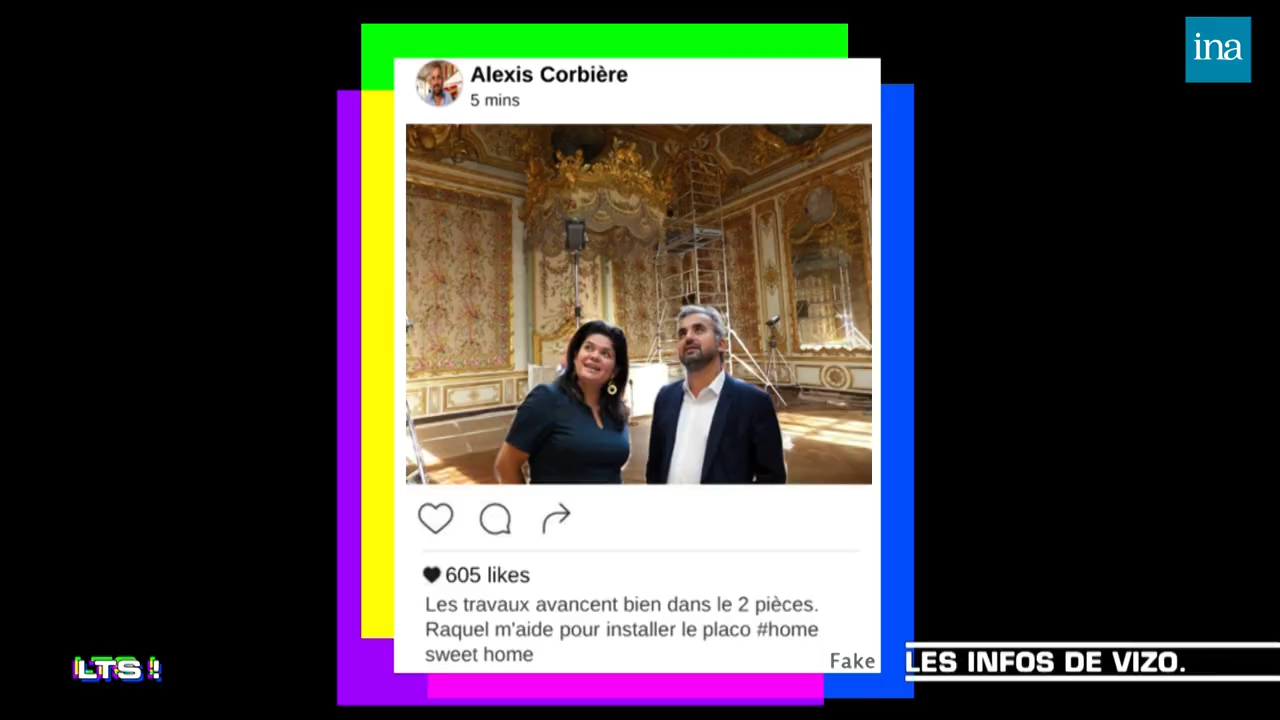 ina
Alexis Corbière
5 mins
605 likes
Les travaux avancent bien dans le 2 pièces.
Raquel m'aide pour installer le placo #home
sweet home
Fake
LTS !
LES INFOS DE VIZO.